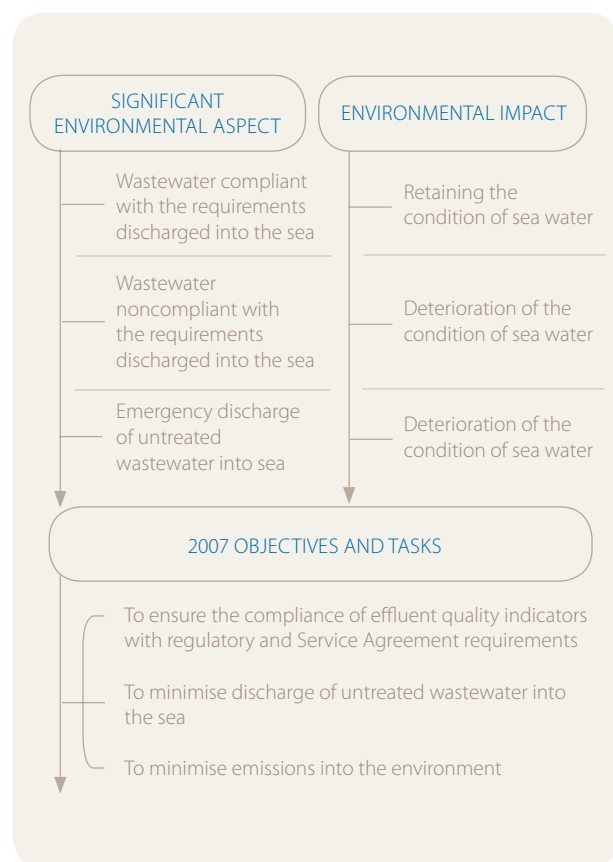 SIGNIFICANT
ENVIRONMENTAL ASPECT
ENVIRONMENTAL IMPACT
Wastewater compliant
with the requirements
discharged into the sea
Retaining the
condition of sea water
Wastewater
noncompliant with
the requirements
discharged into the sea
Deterioration of the
condition of sea water
Emergency discharge
of untreated
wastewater into sea
Deterioration of the
condition of sea water
2007 OBJECTIVES AND TASKS
To ensure the compliance of effluent quality indicators
with regulatory and Service Agreement requirements
To minimise discharge of untreated wastewater into
the sea
To minimise emissions into the environment